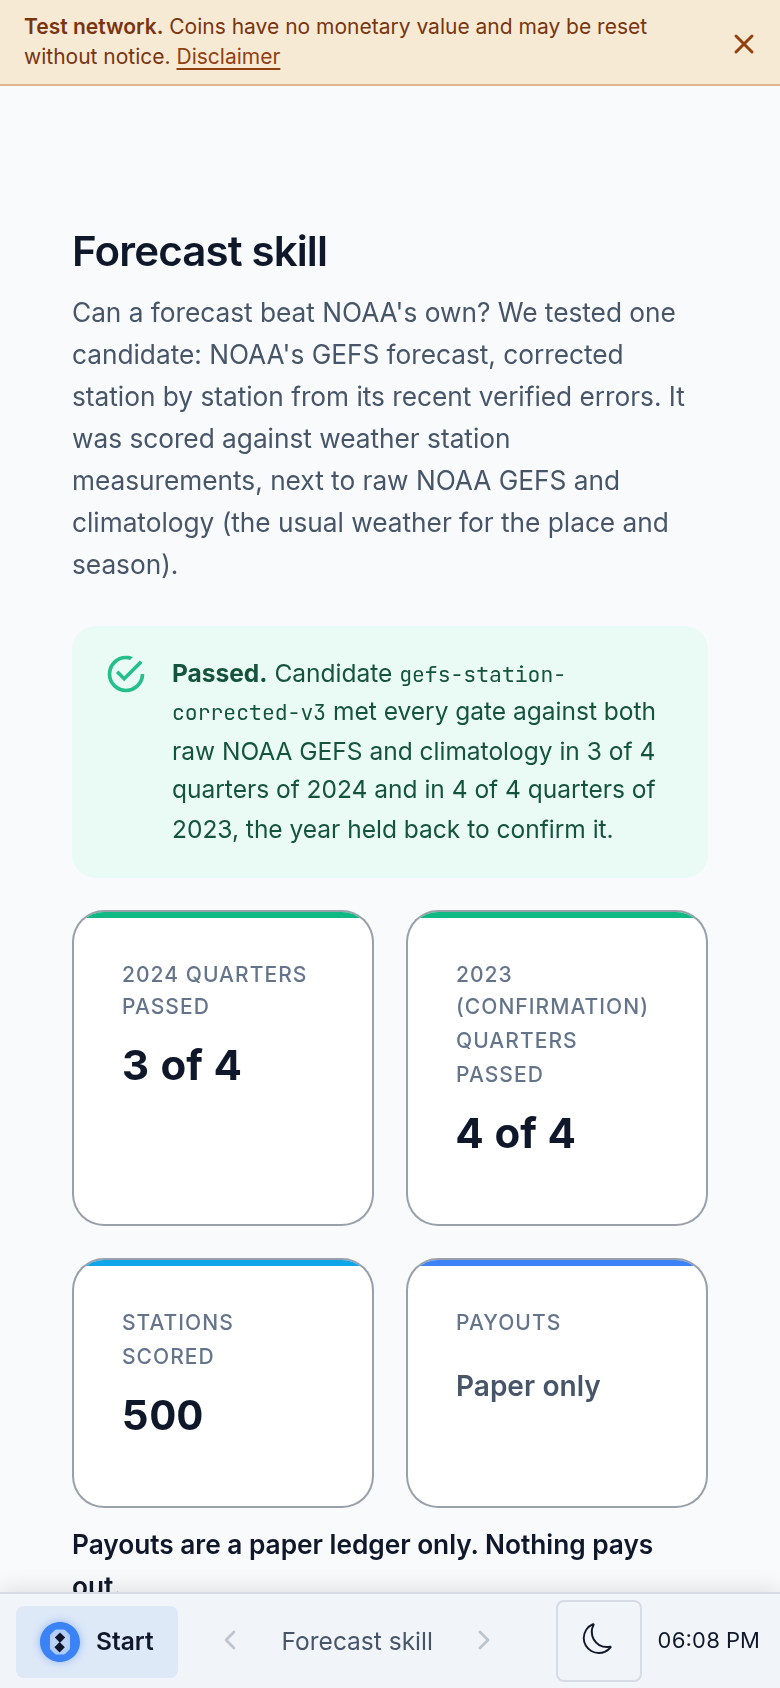 Test network. Coins have no monetary value and may be reset
without notice. Disclaimer
Forecast skill
Can a forecast beat NOAA's own? We tested one
candidate: NOAA's GEFS forecast, corrected
station by station from its recent verified errors. It
was scored against weather station
measurements, next to raw NOAA GEFS and
climatology (the usual weather for the place and
season).
Passed. Candidate gefs-station-
corrected-v3 met every gate against both
raw NOAA GEFS and climatology in 3 of 4
quarters of 2024 and in 4 of 4 quarters of
2023, the year held back to confirm it.
2024 QUARTERS
PASSED
3 of 4
2023
(CONFIRMATION)
QUARTERS
PASSED
4 of 4
STATIONS
SCORED
500
PAYOUTS
Paper only
Payouts are a paper ledger only. Nothing pays
out.
Start
Forecast skill
06:08 PM